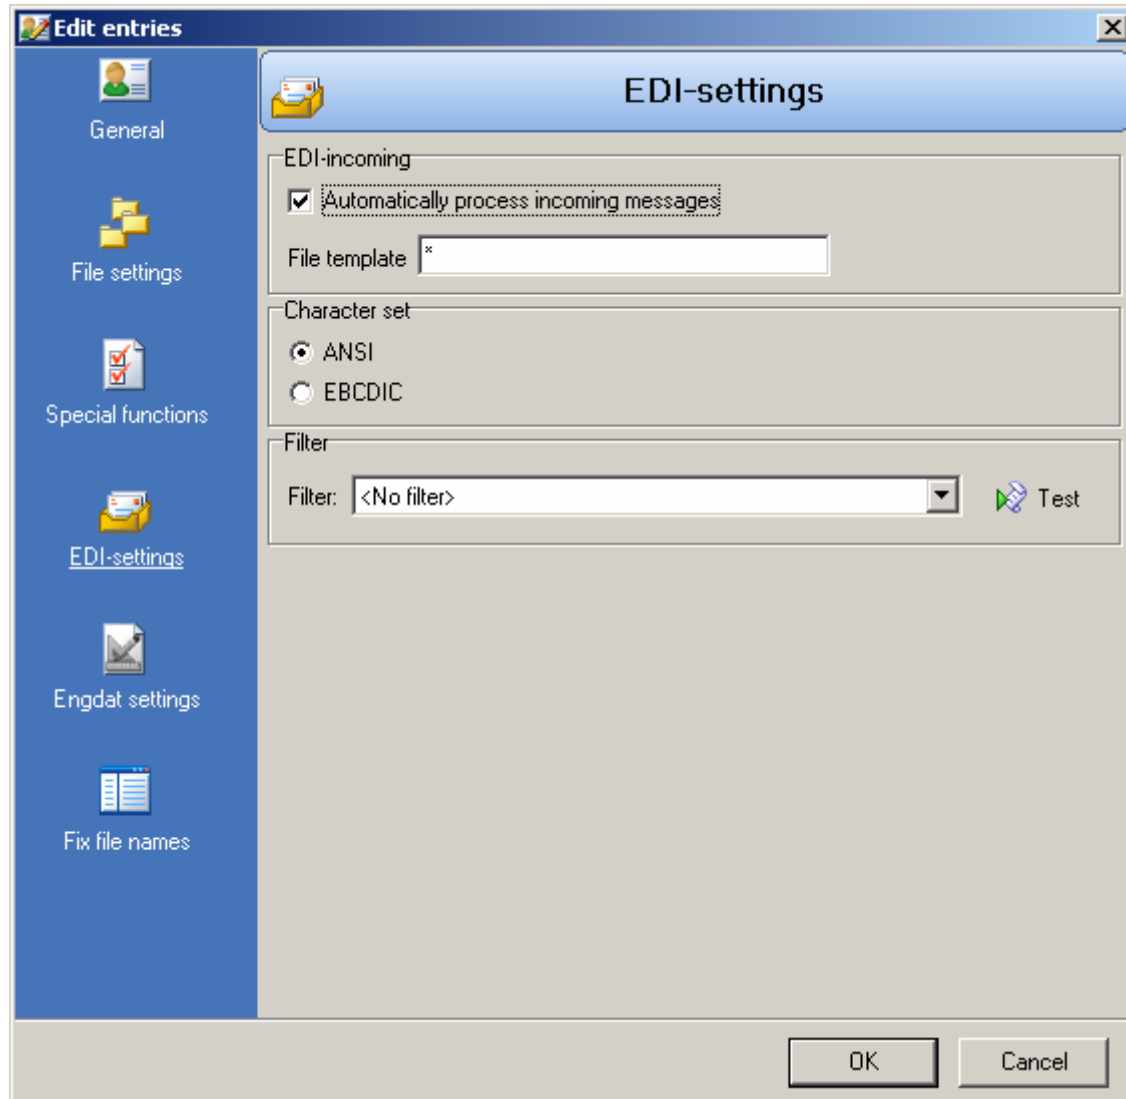 Edit entries
General
File settings
Special functions
EDI-settings
Engdat settings
Fix file names
EDI-settings
EDI-incoming
Automatically process incoming messages
File template *
Character set
ANSI
EBCDIC
Filter
Filter: <No filter> Test
OK Cancel